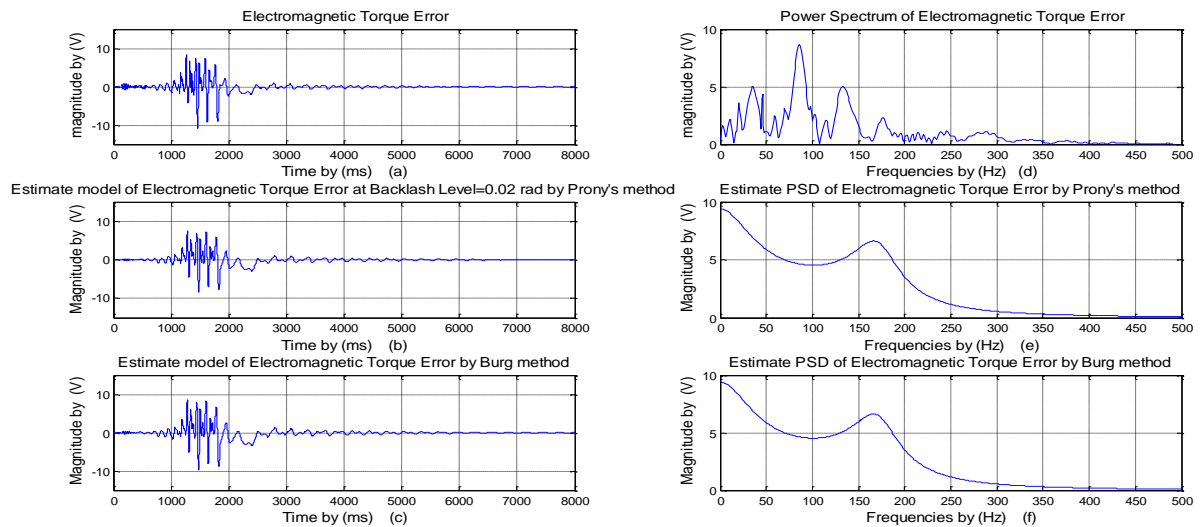 Electromagnetic Torque Error
magnitude by (V)
10
0
-10
0 1000 2000 3000 4000 5000 6000 7000 8000
Time by (ms) (a)
Estimate model of Electromagnetic Torque Error at Backlash Level=0.02 rad by Prony's method
Magnitude by (V)
10
0
-10
0 1000 2000 3000 4000 5000 6000 7000 8000
Time by (ms) (b)
Estimate model of Electromagnetic Torque Error by Burg method
Magnitude by (V)
10
0
-10
0 1000 2000 3000 4000 5000 6000 7000 8000
Time by (ms) (c)
Power Spectrum of Electromagnetic Torque Error
magnitude by (V)
10
5
0
0 50 100 150 200 250 300 350 400 450 500
Frequencies by (Hz) (d)
Estimate PSD of Electromagnetic Torque Error by Prony's method
Magnitude by (V)
10
5
0
0 50 100 150 200 250 300 350 400 450 500
Frequencies by (Hz) (e)
Estimate PSD of Electromagnetic Torque Error by Burg method
Magnitude by (V)
10
5
0
0 50 100 150 200 250 300 350 400 450 500
Frequencies by (Hz) (f)